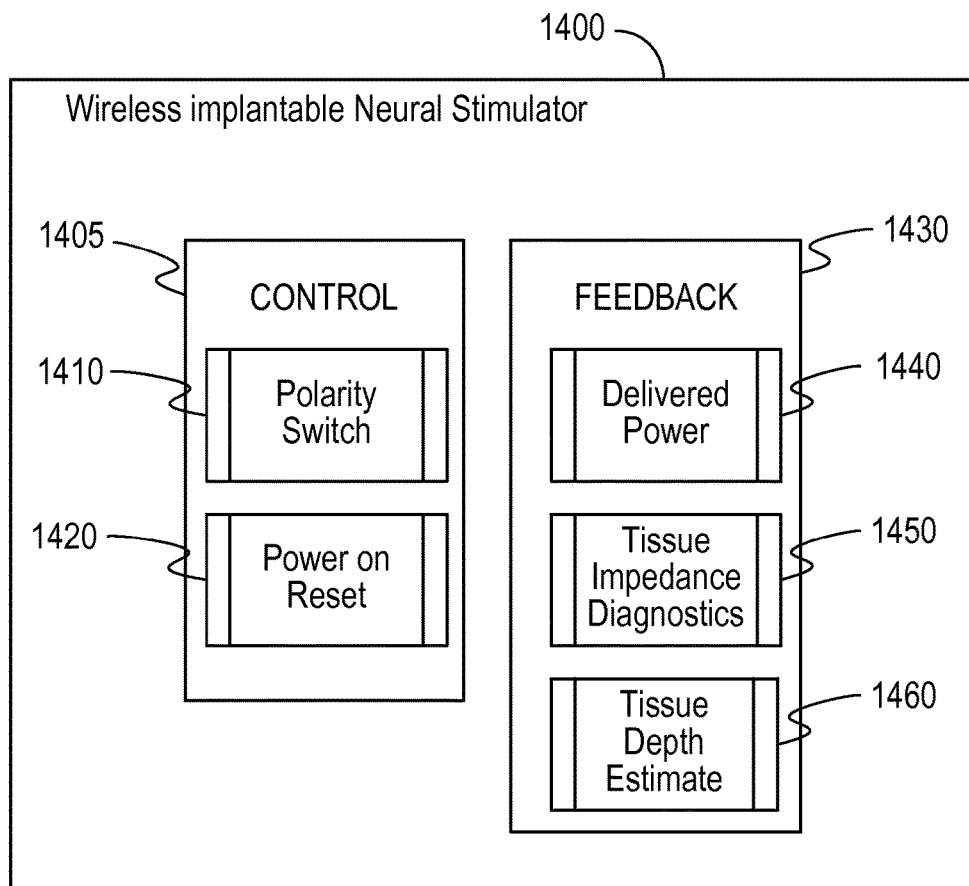 1400
Wireless implantable Neural Stimulator
1405
CONTROL
1410
Polarity
Switch
1420
Power on
Reset
1430
FEEDBACK
1440
Delivered
Power
1450
Tissue
Impedance
Diagnostics
1460
Tissue
Depth
Estimate